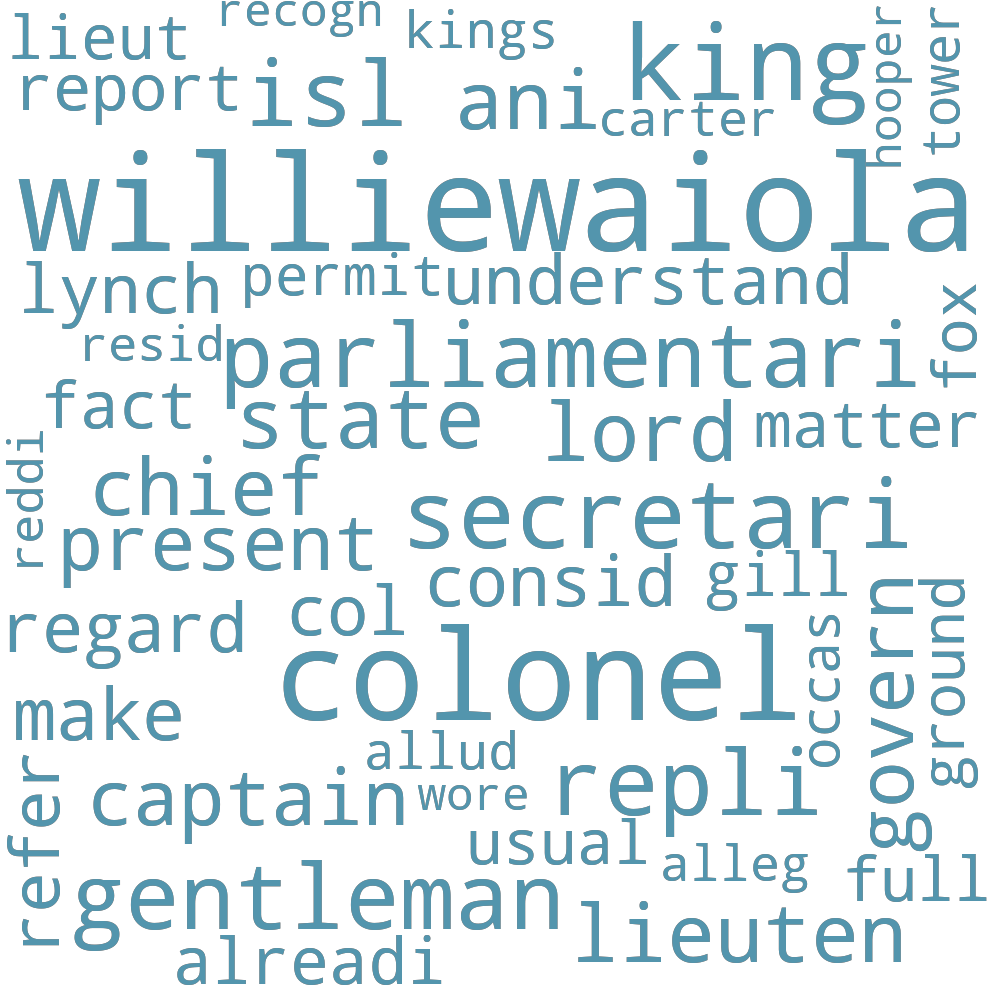 recogn
lieut
kings
king
hooper
tower
report
isl
ani
carter
williewaiola
lynch
permit
understand
fox
resid
parliamentari
fact
state
lord
matter
reddi
chief
secretari
present
consid
gill
regard
col
colonel
occas
govern
ground
make
allud
refer
captain
wore
repli
usual
alleg
full
gentleman
lieuten
alreadi